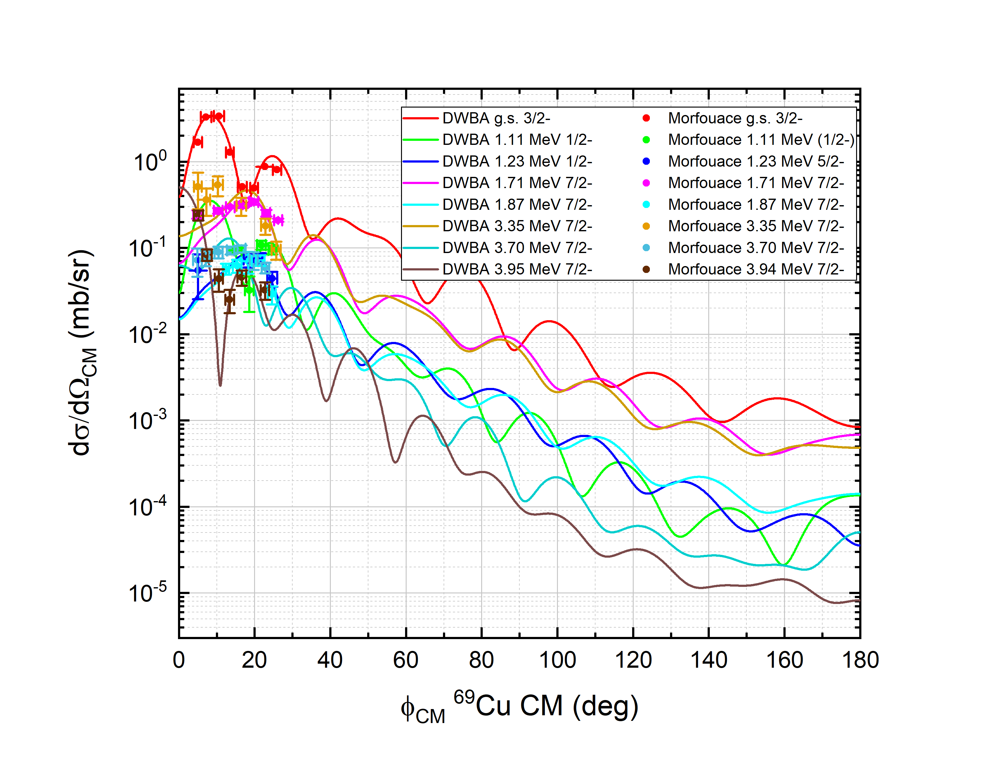 DWBA g.s. 3/2- Morfouace g.s. 3/2-
DWBA 1.11 MeV 1/2- Morfouace 1.11 MeV (1/2-)
DWBA 1.23 MeV 1/2- Morfouace 1.23 MeV 5/2-
DWBA 1.71 MeV 7/2- Morfouace 1.71 MeV 7/2-
DWBA 1.87 MeV 7/2- Morfouace 1.87 MeV 7/2-
DWBA 3.35 MeV 7/2- Morfouace 3.35 MeV 7/2-
DWBA 3.70 MeV 7/2- Morfouace 3.70 MeV 7/2-
DWBA 3.95 MeV 7/2- Morfouace 3.94 MeV 7/2-
10⁰
10⁻¹
10⁻²
10⁻³
10⁻⁴
10⁻⁵
dσ/dΩCM (mb/sr)
0 20 40 60 80 100 120 140 160 180
ϕCM ⁶⁹Cu CM (deg)